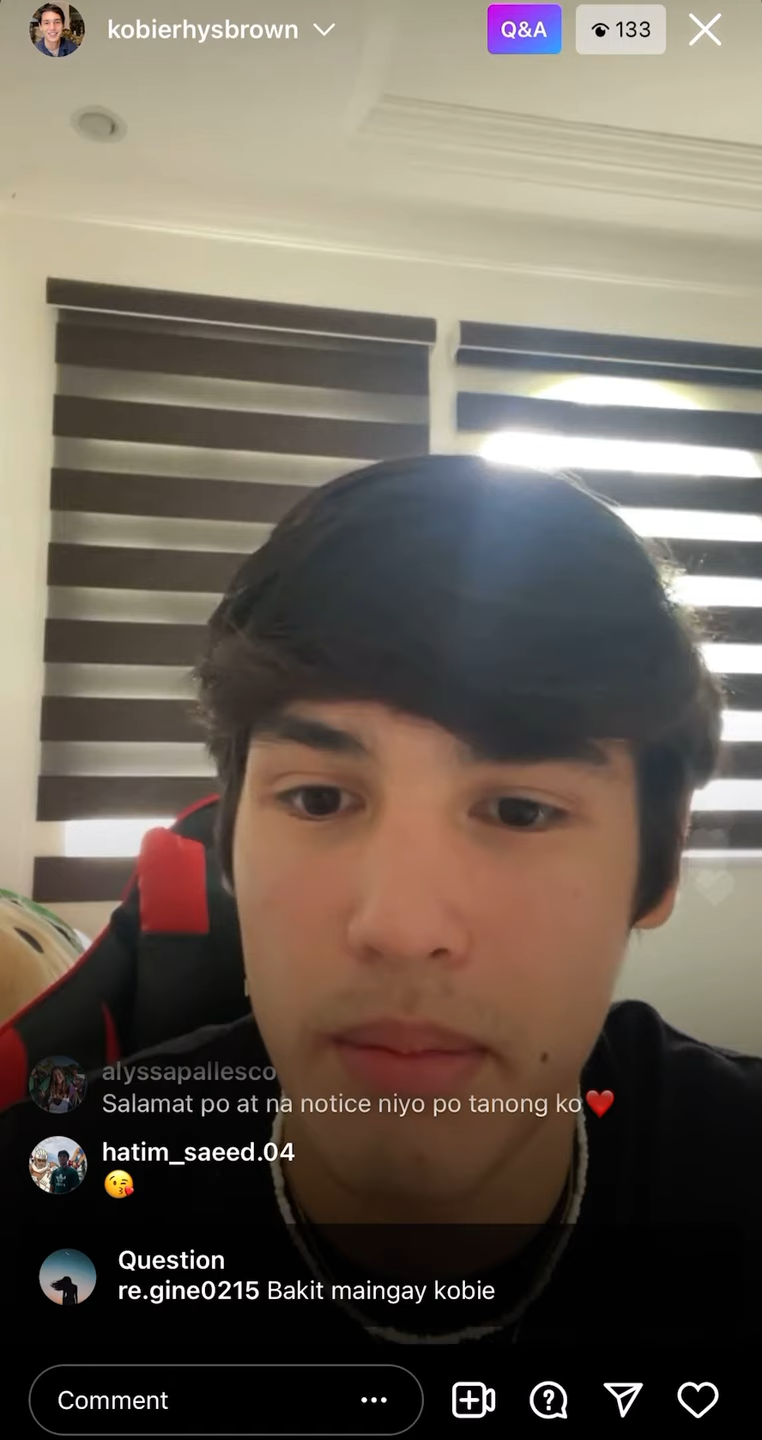 kobierhysbrown
Q&A
133
alyssapallesco
Salamat po at na notice niyo po tanong ko❤️
hatim_saeed.04
😘
Question
re.gine0215 Bakit maingay kobie
Comment